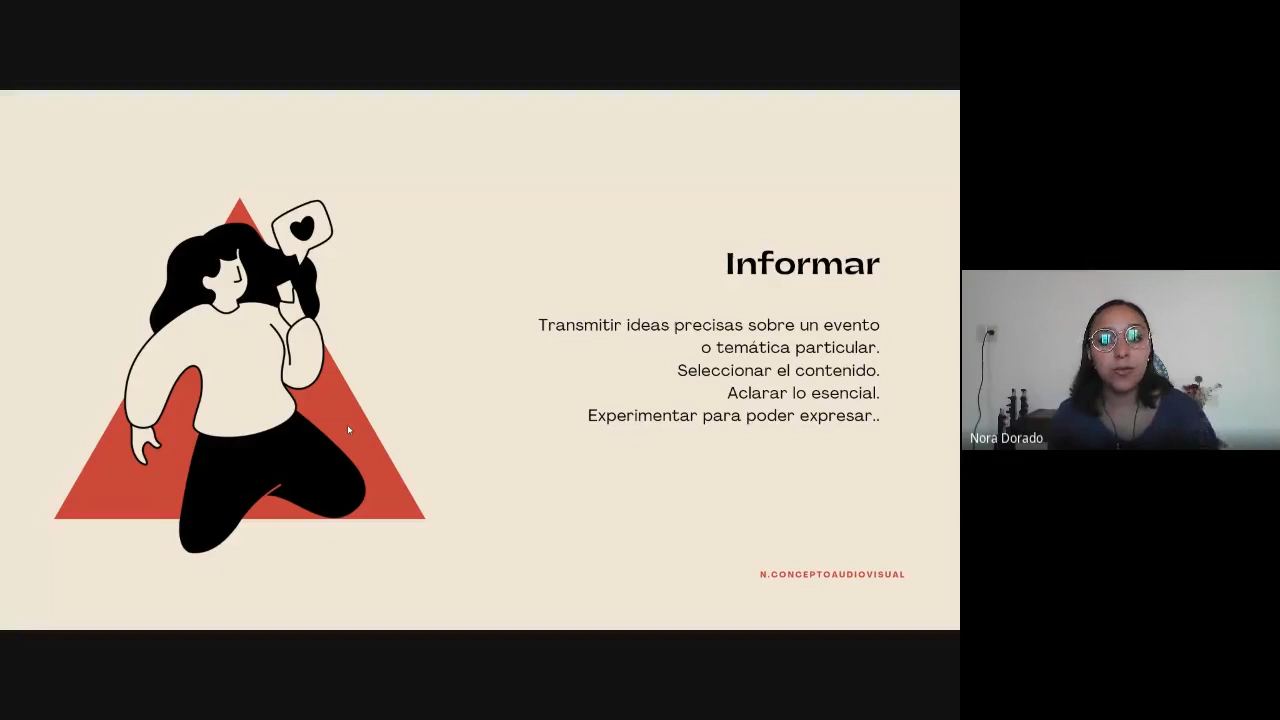 Informar
Transmitir ideas precisas sobre un evento
o temática particular.
Seleccionar el contenido.
Aclarar lo esencial.
Experimentar para poder expresar..
N.CONCEPTOAUDIOVISUAL
Nora Dorado